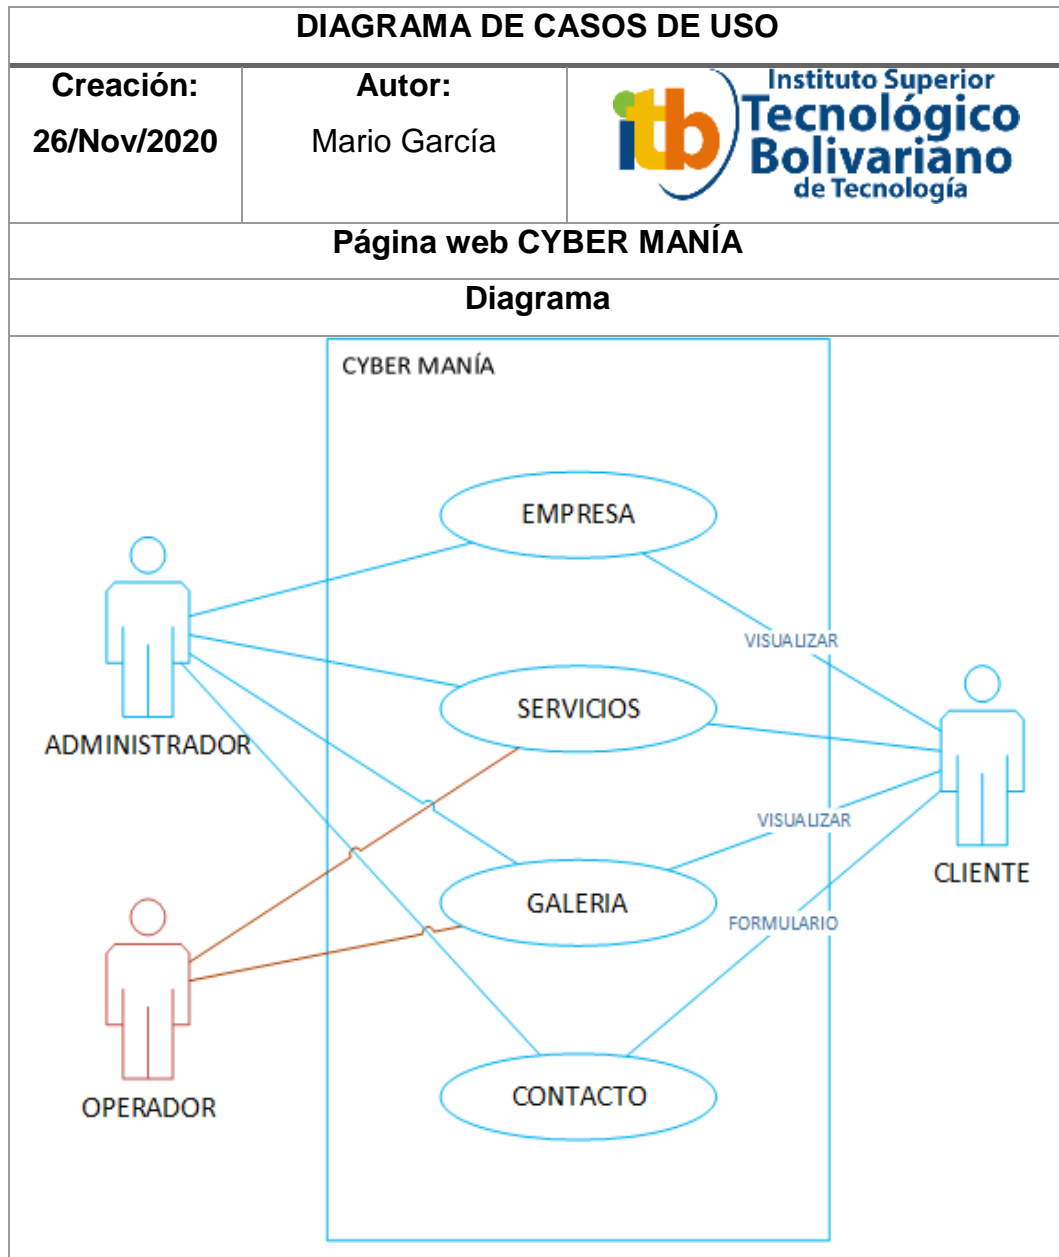 DIAGRAMA DE CASOS DE USO
Creación:
26/Nov/2020
Autor:
Mario García
itb
Instituto Superior
Tecnológico
Bolivariano
de Tecnología
Página web CYBER MANÍA
Diagrama
CYBER MANÍA
EMPRESA
VISUALIZAR
SERVICIOS
ADMINISTRADOR
VISUALIZAR
CLIENTE
GALERIA
FORMULARIO
CONTACTO
OPERADOR